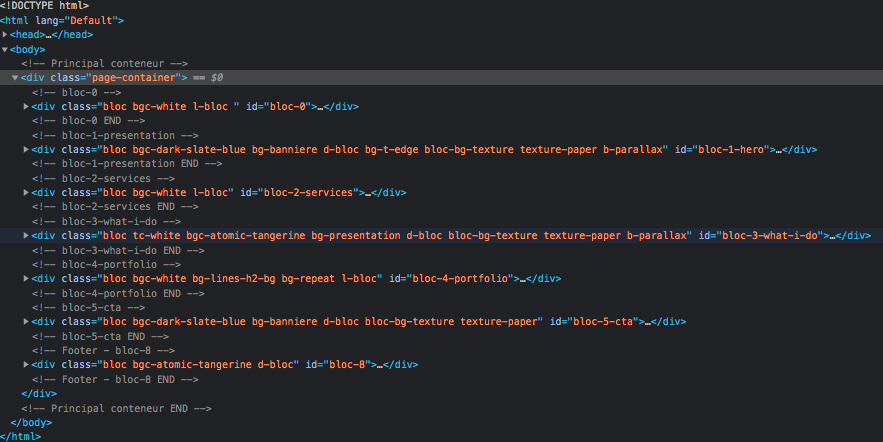 <!DOCTYPE html>
<html lang="Default">
<head>…</head>
<body>
<!-- Principal conteneur -->
<div class="page-container"> == $0
<!-- bloc-0 -->
<div class="bloc bgc-white l-bloc " id="bloc-0">…</div>
<!-- bloc-0 END -->
<!-- bloc-1-presentation -->
<div class="bloc bgc-dark-slate-blue bg-banniere d-bloc bg-t-edge bloc-bg-texture texture-paper b-parallax" id="bloc-1-hero">…</div>
<!-- bloc-1-presentation END -->
<!-- bloc-2-services -->
<div class="bloc bgc-white l-bloc" id="bloc-2-services">…</div>
<!-- bloc-2-services END -->
<!-- bloc-3-what-i-do -->
<div class="bloc tc-white bgc-atomic-tangerine bg-presentation d-bloc bloc-bg-texture texture-paper b-parallax" id="bloc-3-what-i-do">…</div>
<!-- bloc-3-what-i-do END -->
<!-- bloc-4-portfolio -->
<div class="bloc bgc-white bg-lines-h2-bg bg-repeat l-bloc" id="bloc-4-portfolio">…</div>
<!-- bloc-4-portfolio END -->
<!-- bloc-5-cta -->
<div class="bloc bgc-dark-slate-blue bg-banniere d-bloc bloc-bg-texture texture-paper" id="bloc-5-cta">…</div>
<!-- bloc-5-cta END -->
<!-- Footer - bloc-8 -->
<div class="bloc bgc-atomic-tangerine d-bloc" id="bloc-8">…</div>
<!-- Footer - bloc-8 END -->
</div>
<!-- Principal conteneur END -->
</body>
</html>